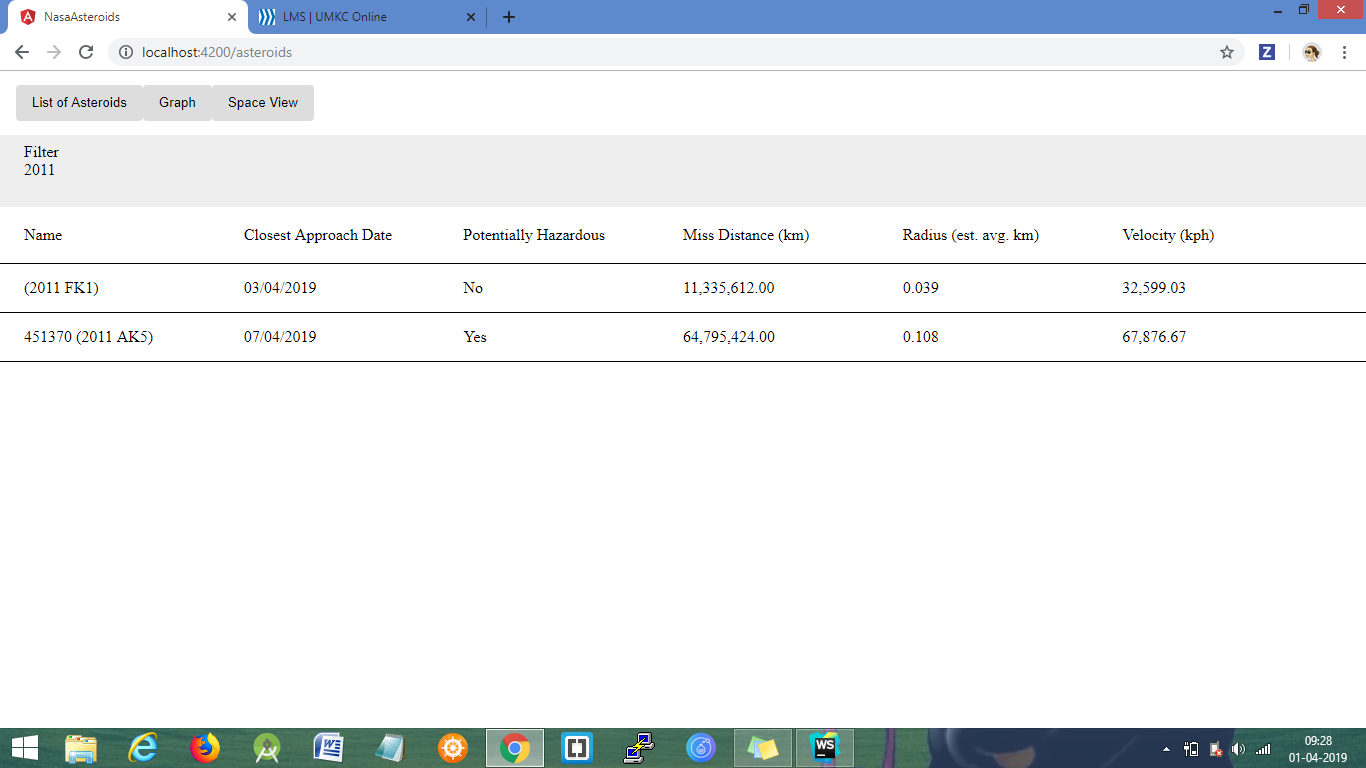 NasaAsteroids
LMS | UMKC Online
localhost:4200/asteroids
Z
List of Asteroids Graph Space View
Filter
2011
Name Closest Approach Date Potentially Hazardous Miss Distance (km) Radius (est. avg. km) Velocity (kph)
(2011 FK1) 03/04/2019 No 11,335,612.00 0.039 32,599.03
451370 (2011 AK5) 07/04/2019 Yes 64,795,424.00 0.108 67,876.67
WS
09:28
01-04-2019